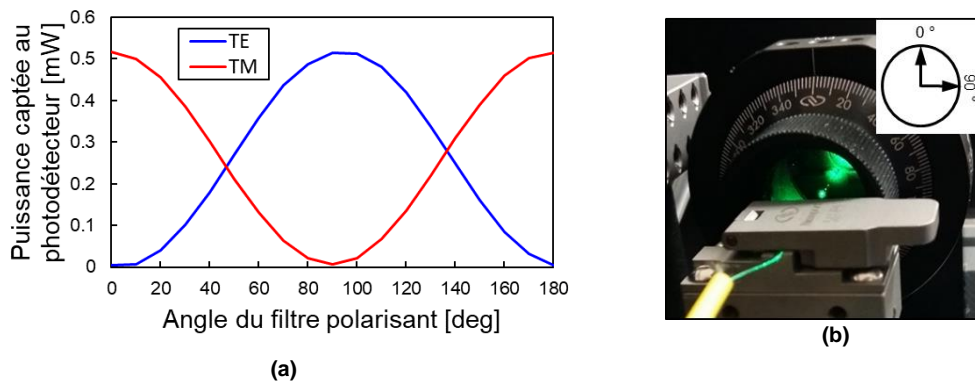 Puissance captée au
photodétecteur [mW]
0.6
0.5
0.4
0.3
0.2
0.1
0
TE
TM
0 20 40 60 80 100 120 140 160 180
Angle du filtre polarisant [deg]
(a)
0 °
90 °
320 340 20 40
60
80
(b)